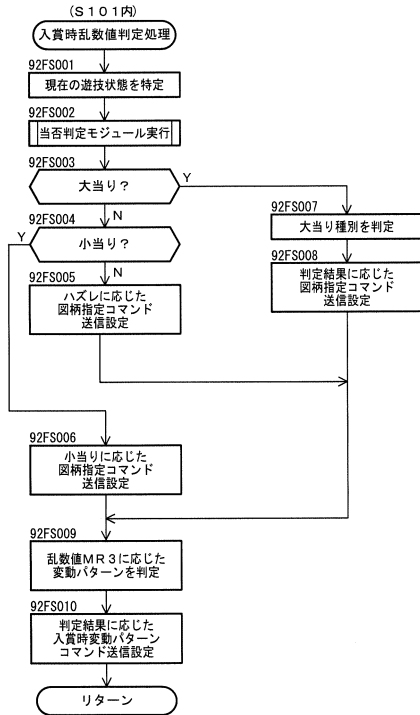 (S101内)
入賞時乱数値判定処理
92FS001
現在の遊技状態を特定
92FS002
当否判定モジュール実行
92FS003
大当り?
Y
N
92FS004
Y
小当り?
N
92FS007
大当り種別を判定
92FS008
判定結果に応じた
図柄指定コマンド
送信設定
92FS005
ハズレに応じた
図柄指定コマンド
送信設定
92FS006
小当りに応じた
図柄指定コマンド
送信設定
92FS009
乱数値MR3に応じた
変動パターンを判定
92FS010
判定結果に応じた
入賞時変動パターン
コマンド送信設定
リターン